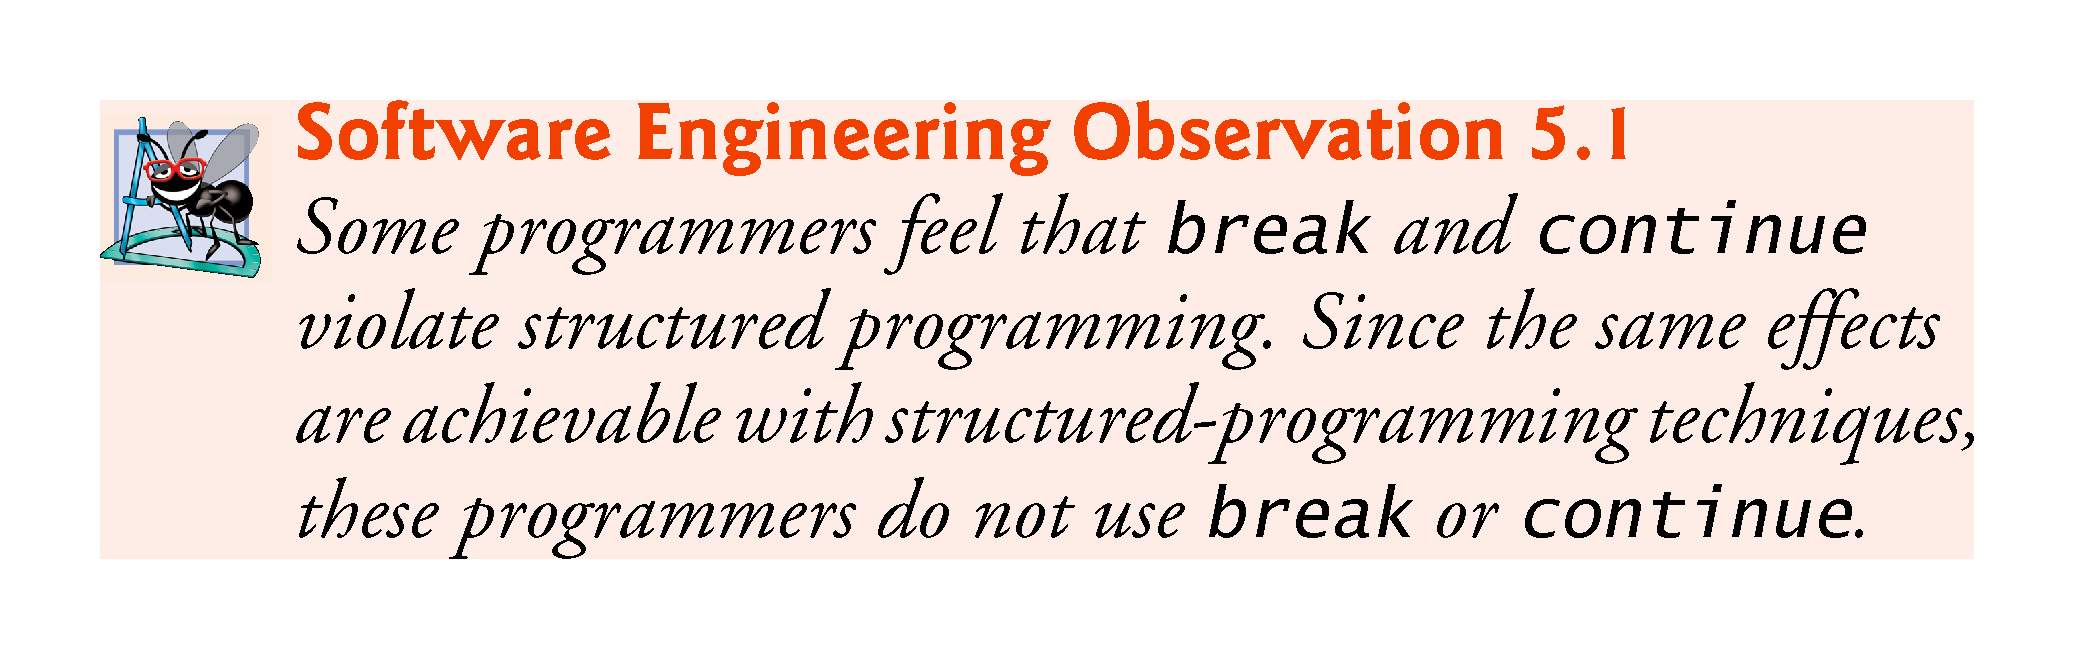 Software Engineering Observation 5.1
Some programmers feel that break and continue
violate structured programming. Since the same effects
are achievable with structured-programming techniques,
these programmers do not use break or continue.